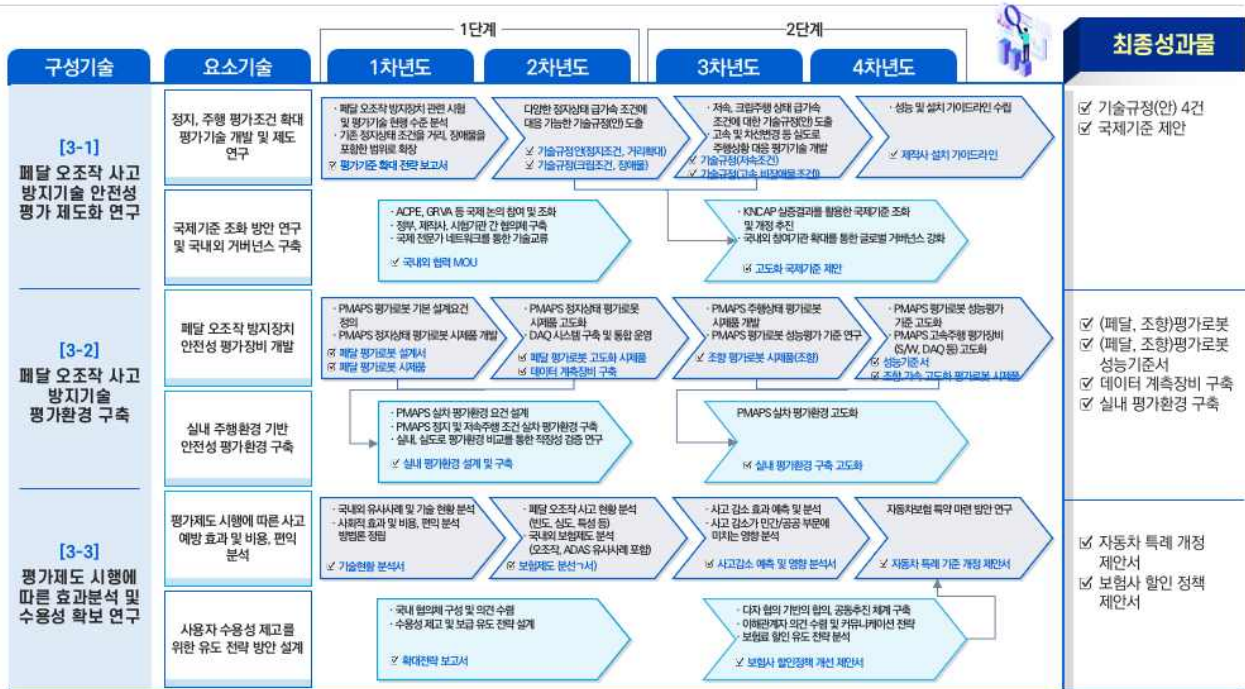 1단계
2단계
구성기술
요소기술
1차년도
2차년도
3차년도
4차년도
최종성과물
[3-1]
페달 오조작 사고
방지기술 안전성
평가 제도화 연구
정지, 주행 평가조건 확대
평가기술 개발 및 제도
연구
· 페달 오조작 방지장치 관련 시험
및 평가기술 현행 수준 분석
· 기존 정지상태 조건을 거리, 장애물을
포함한 범위로 확장
☑ 평가기준 확대 전략 보고서
다양한 정지상태 급가속 조건에
대응 가능한 기술규정(안) 도출
☑ 기술규정안(정지조건, 거리확대)
☑ 기술규정(크립조건, 장애물)
· 저속, 크립주행 상태 급가속
조건에 대한 기술규정(안) 도출
· 고속 및 차선변경 등 실도로
주행상황 대응 평가기술 개발
☑ 기술규정(저속조건)
☑ 기술규정(고속 비장애물 조건)
· 성능 및 설치 가이드라인 수립
☑ 제작사 설치 가이드라인
☑ 기술규정(안) 4건
☑ 국제기준 제안
국제기준 조화 방안 연구
및 국내외 거버넌스 구축
· ACPE, GRVA 등 국제 논의 참여 및 조화
· 정부, 제작사, 시험기관 간 협의체 구축
· 국제 전문가 네트워크를 통한 기술교류
☑ 국내외 협력 MOU
· KNCAP 실증결과를 활용한 국제기준 조화
및 개정 추진
· 국내외 참여기관 확대를 통한 글로벌 거버넌스 강화
☑ 고도화 국제기준 제안
[3-2]
페달 오조작 사고
방지기술
평가환경 구축
페달 오조작 방지장치
안전성 평가장비 개발
· PMAPS 평가로봇 기본 설계요건
정의
· PMAPS 정지상태 평가로봇 시제품 개발
☑ 페달 평가로봇 설계서
☑ 페달 평가로봇 시제품
· PMAPS 정지상태 평가로봇
시제품 고도화
· DAQ 시스템 구축 및 통합 운영
☑ 페달 평가로봇 고도화 시제품
☑ 데이터 계측장비 구축
· PMAPS 주행상태 평가로봇
시제품 개발
· PMAPS 평가로봇 성능평가 기준 연구
☑ 조향 평가로봇 시제품(조향)
· PMAPS 평가로봇 성능평가
기준 고도화
· PMAPS 고속주행 평가장비
(S/W, DAQ 등) 고도화
☑ 성능기준서
☑ 조향, 가속 고도화 평가로봇 시제품
☑ (페달, 조향)평가로봇
☑ (페달, 조향)평가로봇
성능기준서
☑ 데이터 계측장비 구축
☑ 실내 평가환경 구축
실내 주행환경 기반
안전성 평가환경 구축
· PMAPS 실차 평가환경 요건 설계
· PMAPS 정지 및 저속주행 조건 실차 평가환경 구축
· 실내, 실도로 평가환경 비교를 통한 적정성 검증 연구
☑ 실내 평가환경 설계 및 구축
PMAPS 실차 평가환경 고도화
☑ 실내 평가환경 구축 고도화
[3-3]
평가제도 시행에
따른 효과분석 및
수용성 확보 연구
평가제도 시행에 따른 사고
예방 효과 및 비용, 편익
분석
· 국내외 유사사례 및 기술 현황 분석
· 사회적 효과 및 비용, 편익 분석
방법론 정립
☑ 기술현황 분석서
· 페달 오조작 사고 현황 분석
(빈도, 심도, 특성 등)
· 국내외 보험제도 분석
(오조작, ADAS 유사사례 포함)
☑ 보험제도 분석서)
· 사고 감소 효과 예측 및 분석
· 사고 감소가 민간/공공 부문에
미치는 영향 분석
☑ 사고감소 예측 및 영향 분석서
자동차보험 특약 마련 방안 연구
☑ 자동차 특례 기준 개정 제안서
☑ 자동차 특례 개정
제안서
☑ 보험사 할인 정책
제안서
사용자 수용성 제고를
위한 유도 전략 방안 설계
· 국내 협의체 구성 및 의견 수렴
· 수용성 제고 및 보급 유도 전략 설계
☑ 확대전략 보고서
· 다자 협의 기반의 합의, 공동추진 체계 구축
· 이해관계자 의견 수렴 및 커뮤니케이션 전략
· 보험료 할인 유도 전략 분석
☑ 보험사 할인정책 개선 제안서